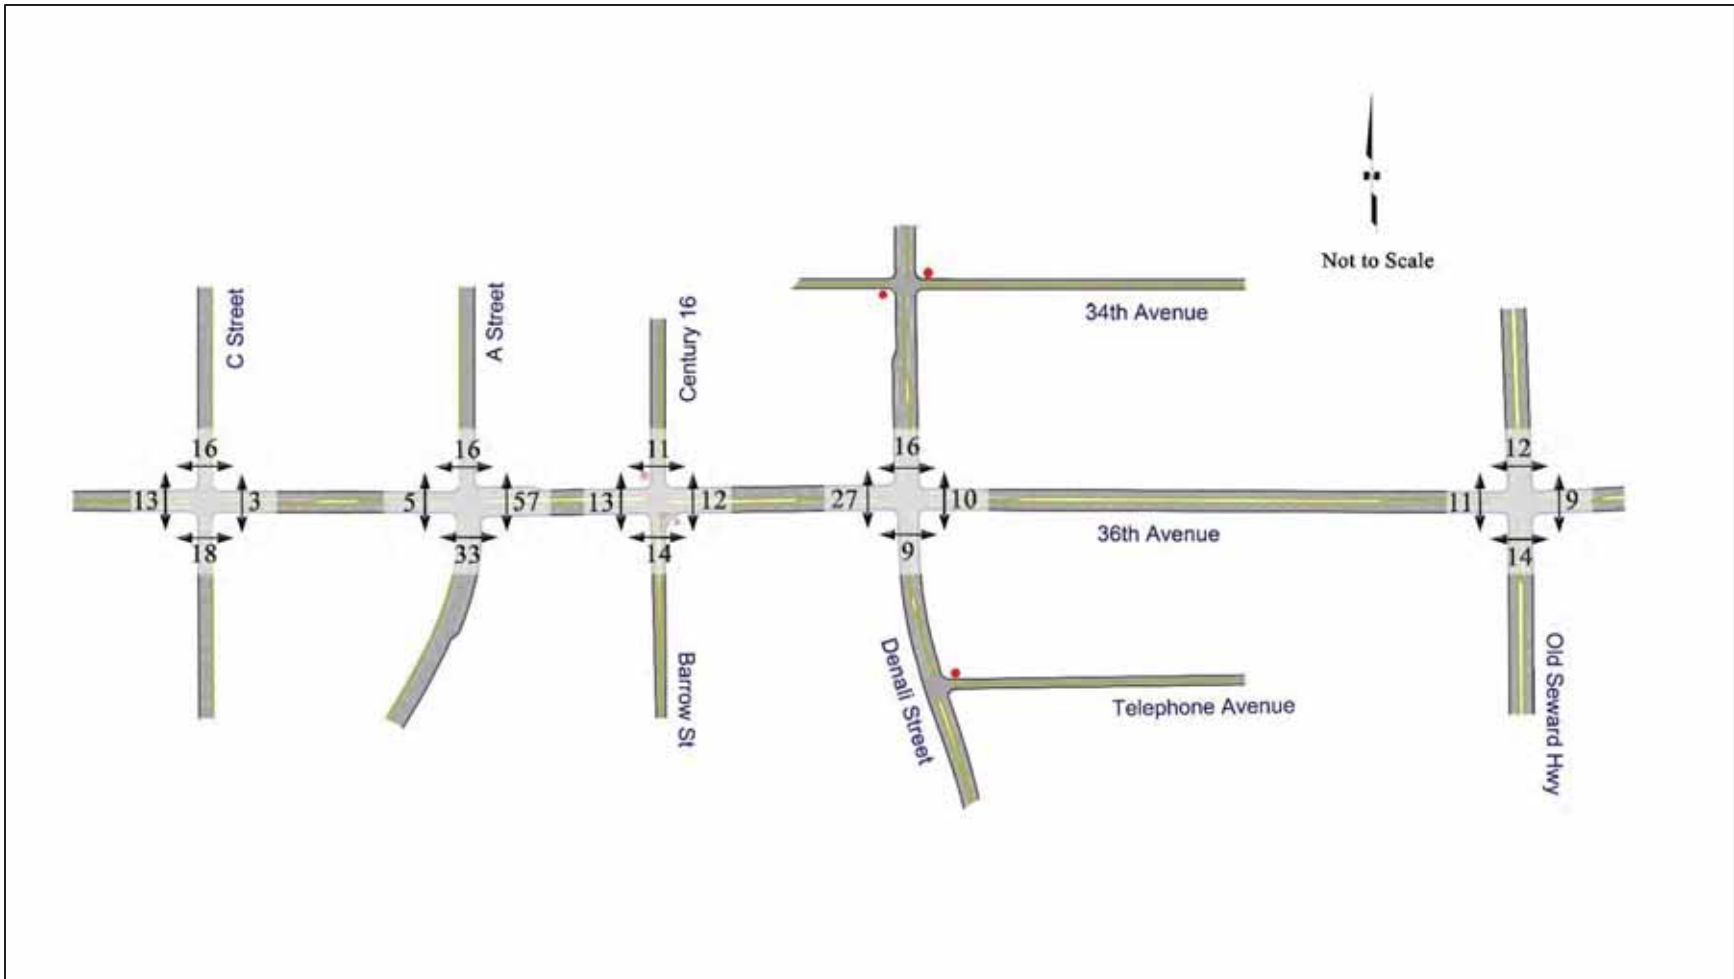 Not to Scale
34th Avenue
C Street
A Street
Century 16
16
16
11
16
12
13
3
5
57
13
12
27
10
11
9
18
33
14
9
14
36th Avenue
Barrow St
Denali Street
Telephone Avenue
Old Seward Hwy